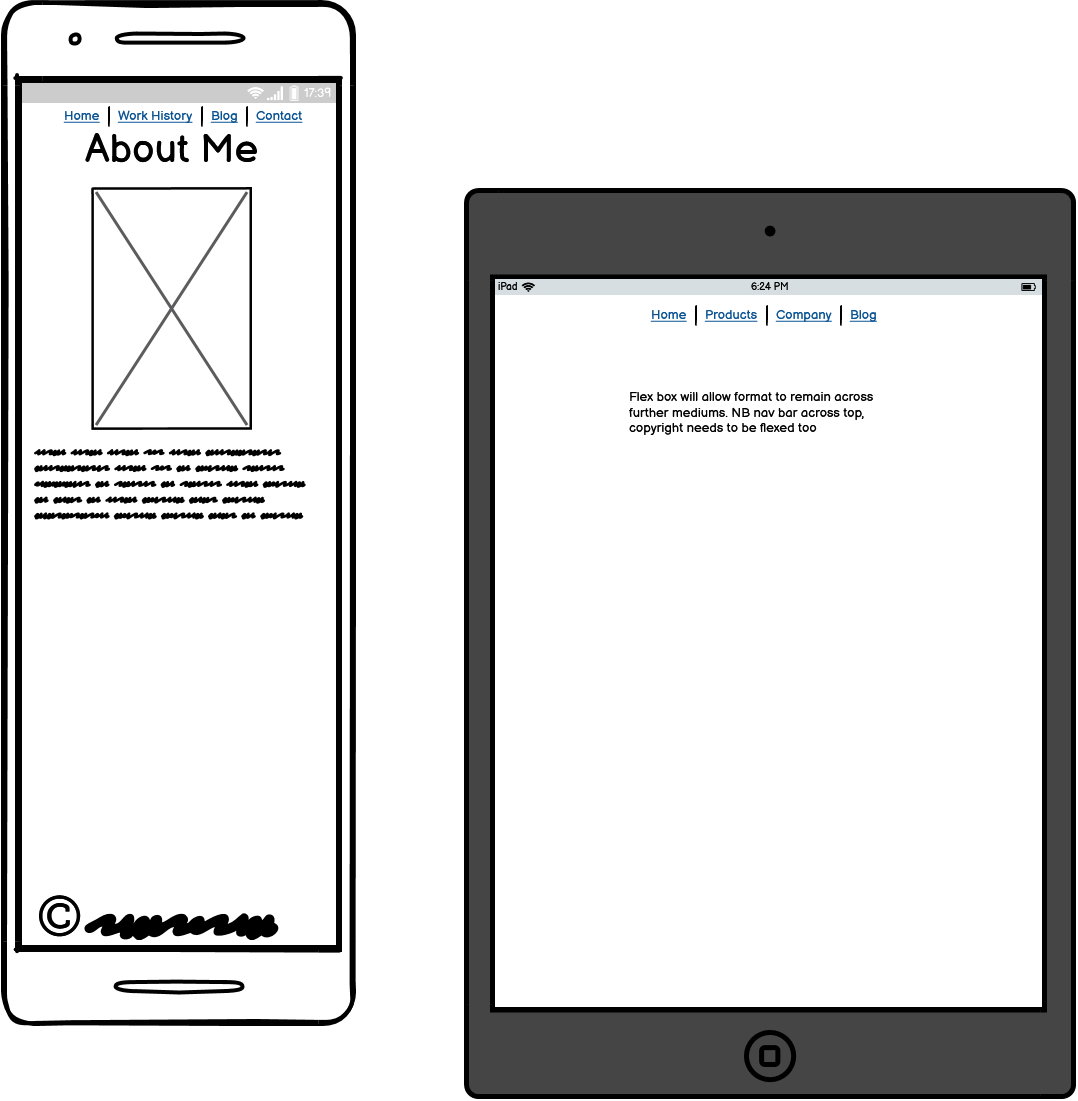 17:39
Home | Work History | Blog | Contact
About Me
©
iPad 6:24 PM
Home | Products | Company | Blog
Flex box will allow format to remain across
further mediums. NB nav bar across top,
copyright needs to be flexed too